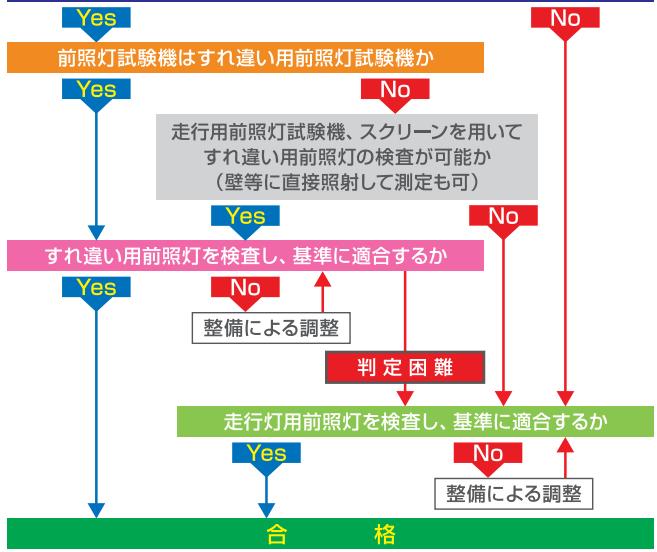 Yes
No
前照灯試験機はすれ違い用前照灯試験機か
Yes
No
走行用前照灯試験機、スクリーンを用いて
すれ違い用前照灯の検査が可能か
（壁等に直接照射して測定も可）
Yes
No
すれ違い用前照灯を検査し、基準に適合するか
Yes
No
整備による調整
判定困難
走行灯用前照灯を検査し、基準に適合するか
Yes
No
整備による調整
合格